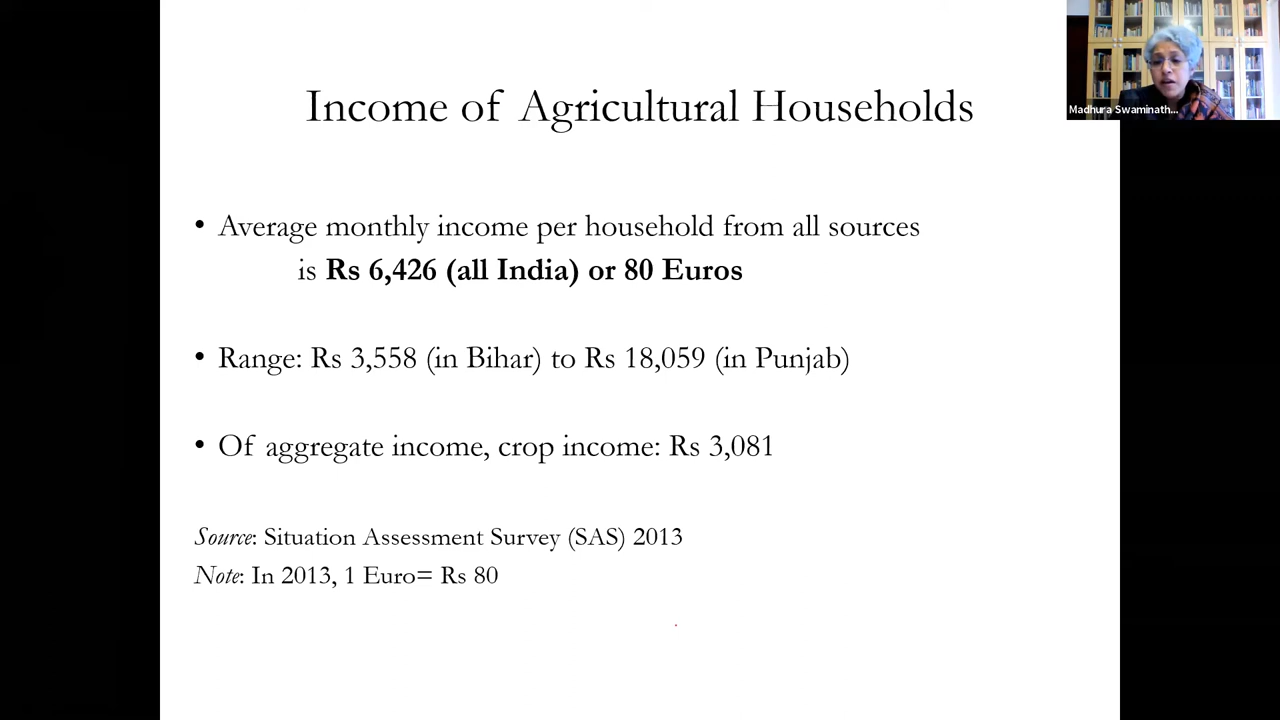 Income of Agricultural Households
• Average monthly income per household from all sources
is Rs 6,426 (all India) or 80 Euros
• Range: Rs 3,558 (in Bihar) to Rs 18,059 (in Punjab)
• Of aggregate income, crop income: Rs 3,081
Source: Situation Assessment Survey (SAS) 2013
Note: In 2013, 1 Euro= Rs 80
Madhura Swaminath...